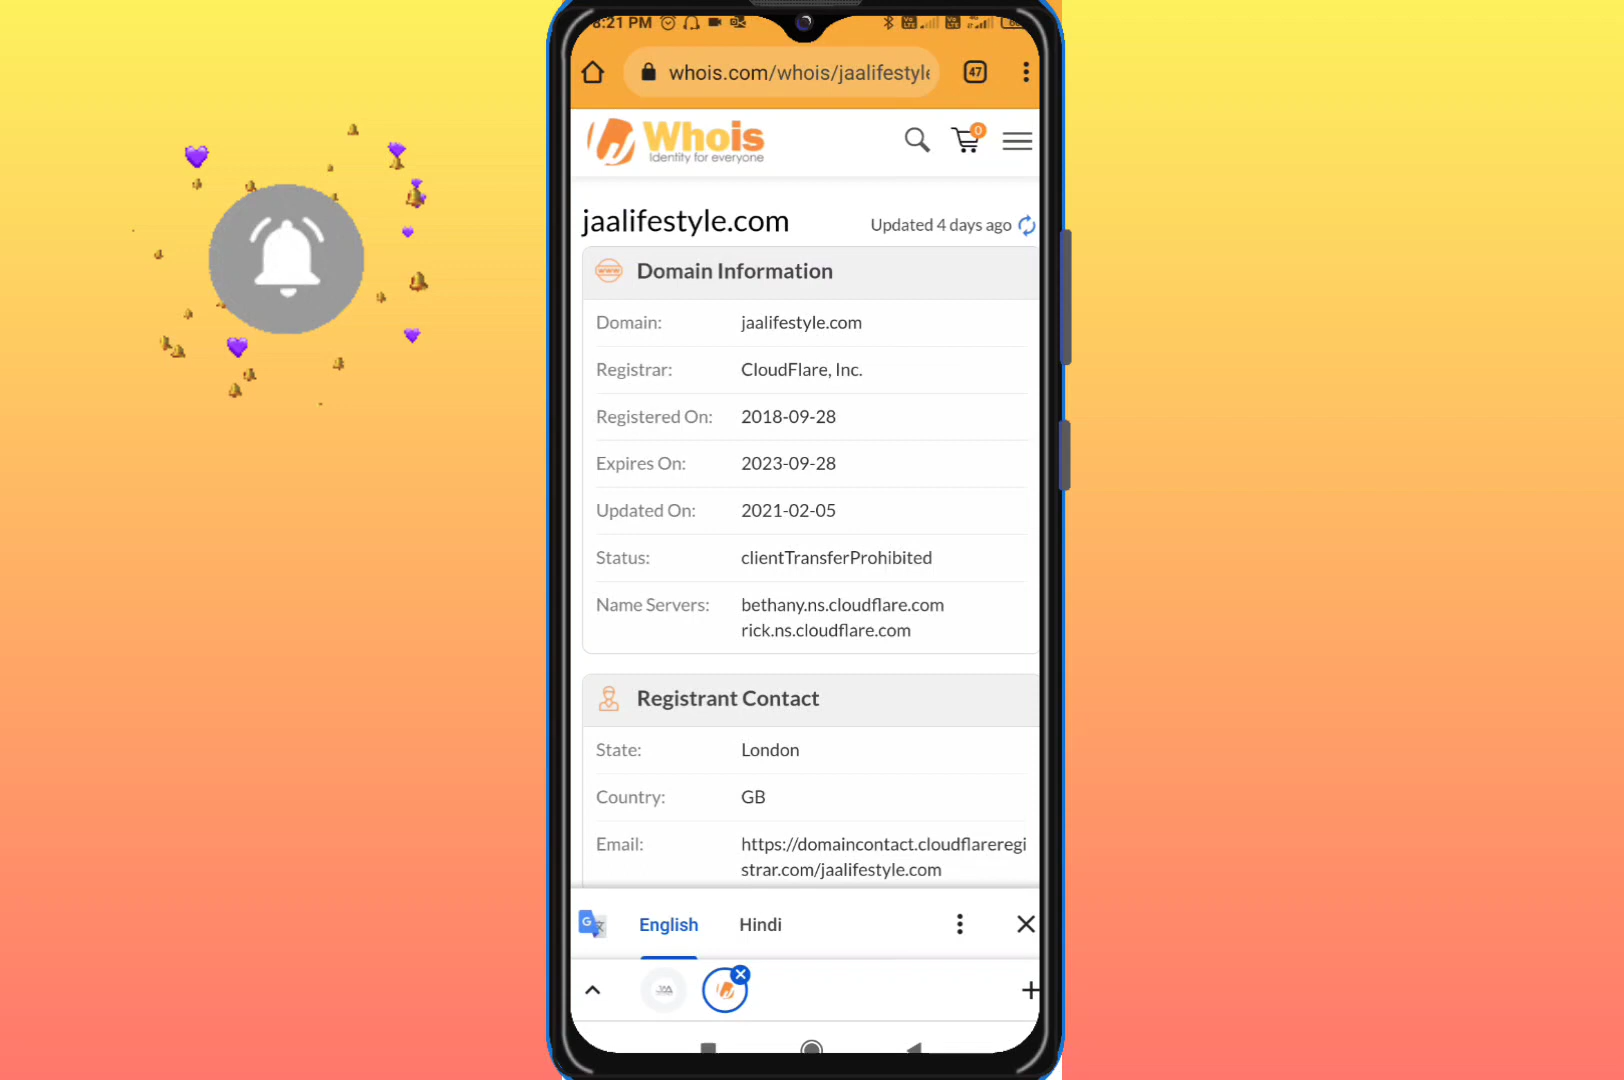 8:21 PM
whois.com/whois/jaalifestyle
47
Whois
Identity for everyone
0
jaalifestyle.com
Updated 4 days ago
www
Domain Information
Domain: jaalifestyle.com
Registrar: CloudFlare, Inc.
Registered On: 2018-09-28
Expires On: 2023-09-28
Updated On: 2021-02-05
Status: clientTransferProhibited
Name Servers: bethany.ns.cloudflare.com
rick.ns.cloudflare.com
Registrant Contact
State: London
Country: GB
Email: https://domaincontact.cloudflareregi
strar.com/jaalifestyle.com
G
English Hindi
JAA